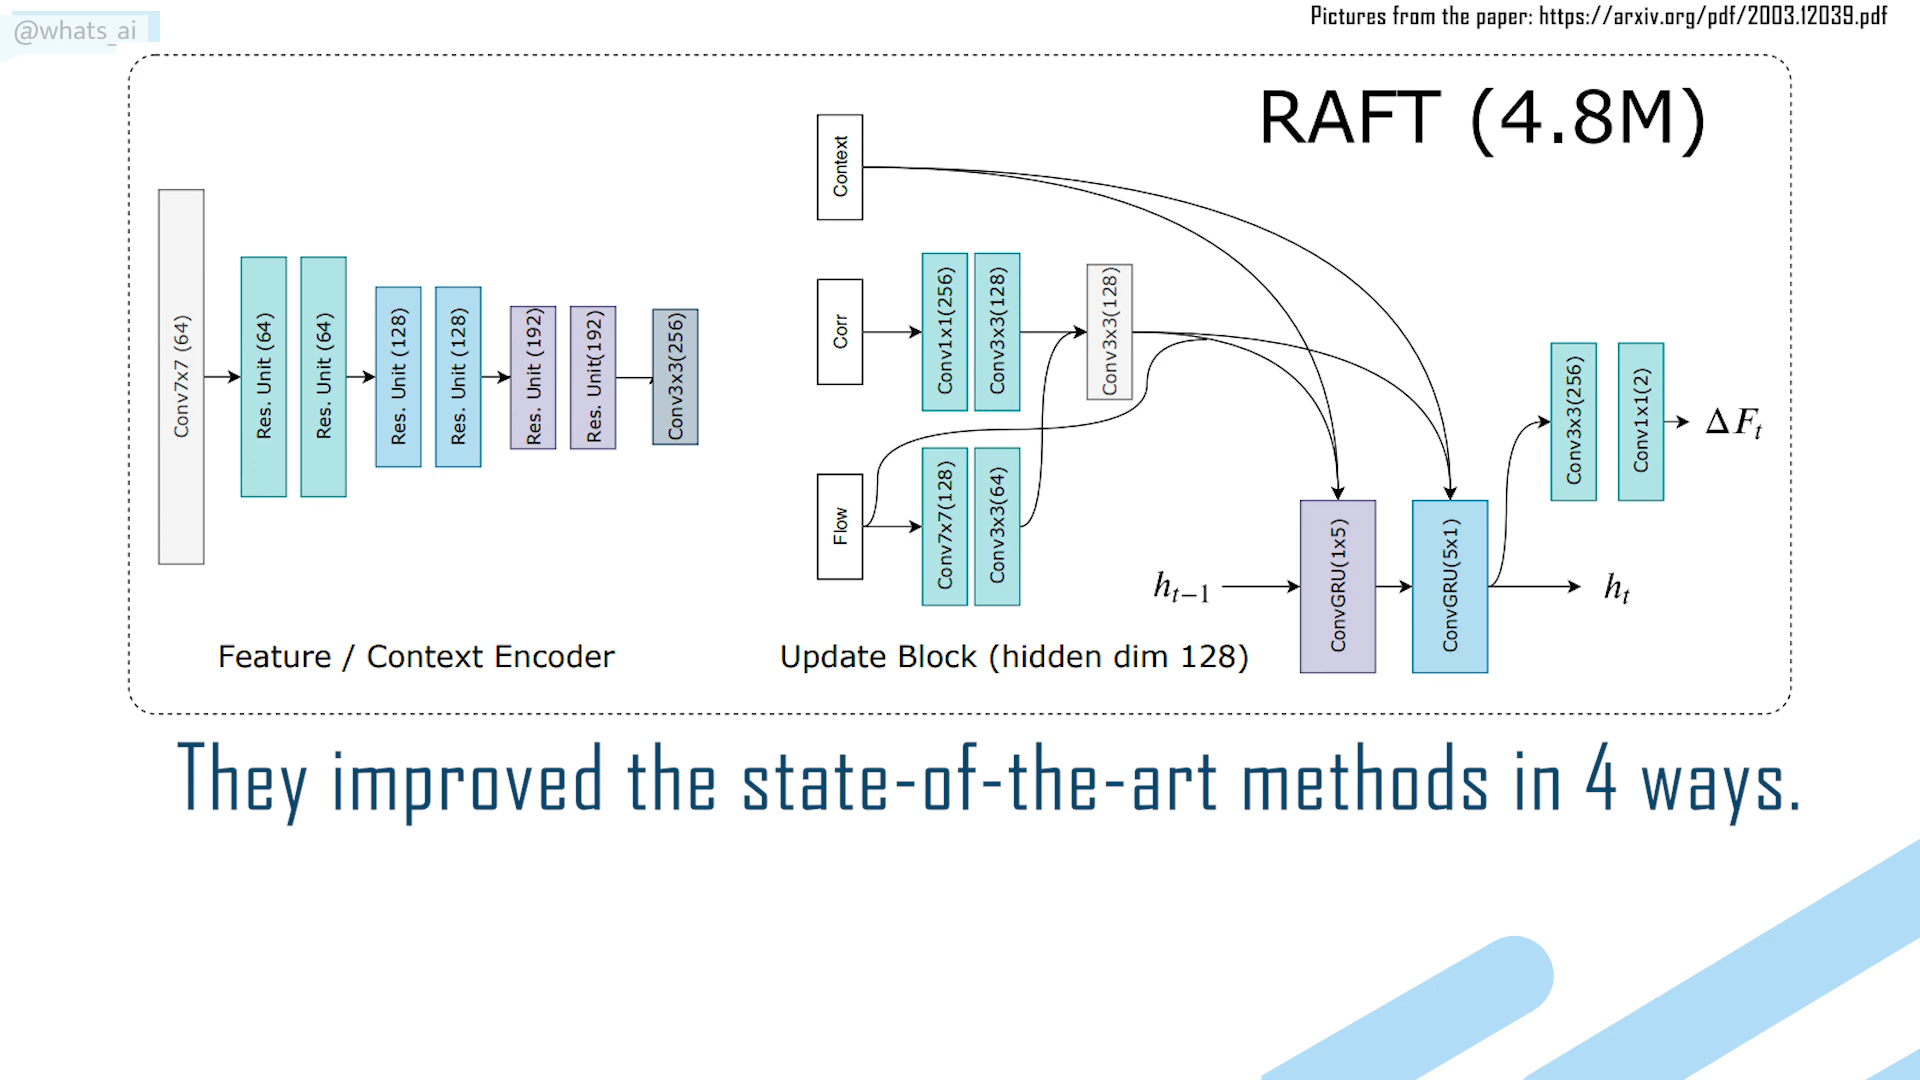 @whats_ai
Pictures from the paper: https://arxiv.org/pdf/2003.12039.pdf
RAFT (4.8M)
Conv7x7 (64)
Res. Unit (64)
Res. Unit (64)
Res. Unit (128)
Res. Unit (128)
Res. Unit (192)
Res. Unit(192)
Conv3x3(256)
Feature / Context Encoder
Context
Corr
Conv1x1(256)
Conv3x3(128)
Conv3x3(128)
Flow
Conv7x7(128)
Conv3x3(64)
h_{t−1}
ConvGRU(1x5)
ConvGRU(5x1)
h_t
Conv3x3(256)
Conv1x1(2)
ΔF_t
Update Block (hidden dim 128)
They improved the state-of-the-art methods in 4 ways.